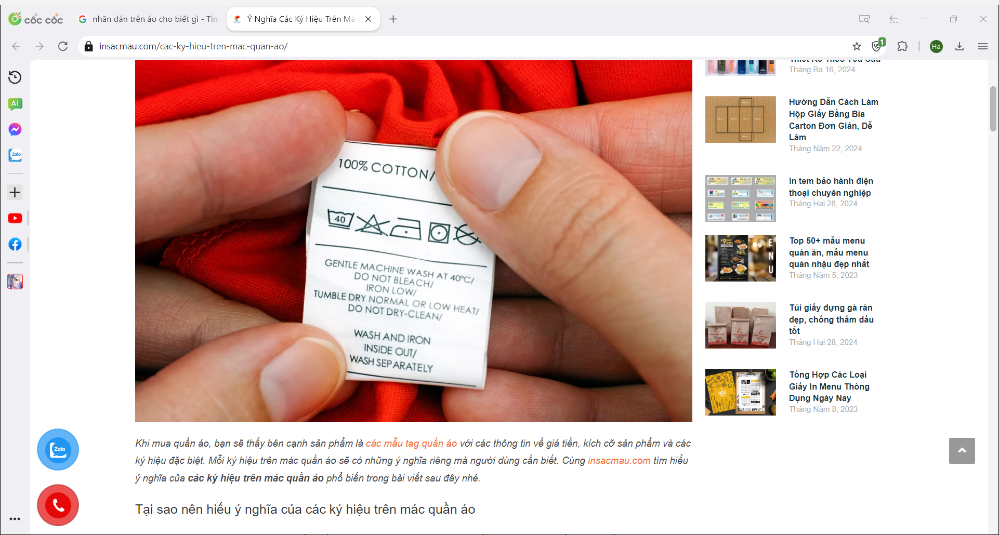 cốc cốc
nhãn dán trên áo cho biết gì - Tìm
Ý Nghĩa Các Ký Hiệu Trên Má
insacmau.com/cac-ky-hieu-tren-mac-quan-ao/
1
Ha
AI
Zalo
100% COTTON/
40
GENTLE MACHINE WASH AT 40°C/
DO NOT BLEACH/
IRON LOW/
TUMBLE DRY NORMAL OR LOW HEAT/
DO NOT DRY-CLEAN/
WASH AND IRON
INSIDE OUT/
WASH SEPARATELY
Khi mua quần áo, bạn sẽ thấy bên cạnh sản phẩm là các mẫu tag quần áo với các thông tin về giá tiền, kích cỡ sản phẩm và các
ký hiệu đặc biệt. Mỗi ký hiệu trên mác quần áo sẽ có những ý nghĩa riêng mà người dùng cần biết. Cùng insacmau.com tìm hiểu
ý nghĩa của các ký hiệu trên mác quần áo phổ biến trong bài viết sau đây nhé.
Tại sao nên hiểu ý nghĩa của các ký hiệu trên mác quần áo
Zalo
Thiết Kế Theo Yêu Cầu
Tháng Ba 16, 2024
Hướng Dẫn Cách Làm
Hộp Giấy Bằng Bìa
Carton Đơn Giản, Dễ
Làm
Tháng Năm 22, 2024
In tem bảo hành điện
thoại chuyên nghiệp
Tháng Hai 28, 2024
Top 50+ mẫu menu
quán ăn, mẫu menu
quán nhậu đẹp nhất
Tháng Năm 5, 2023
ENU
Túi giấy đựng gà rán
đẹp, chống thấm dầu
tốt
Tháng Hai 28, 2024
Tổng Hợp Các Loại
Giấy In Menu Thông
Dụng Ngày Nay
Tháng Năm 8, 2023
MENU